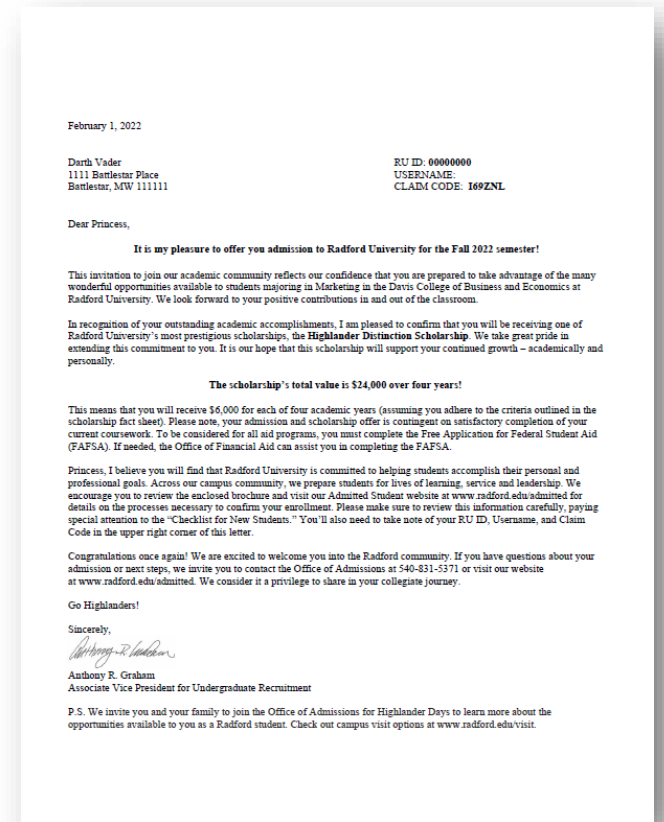 February 1, 2022
Darth Vader
1111 Battlestar Place
Battlestar, MW 111111
RU ID: 00000000
USERNAME:
CLAIM CODE: I69ZNL
Dear Princess,
It is my pleasure to offer you admission to Radford University for the Fall 2022 semester!
This invitation to join our academic community reflects our confidence that you are prepared to take advantage of the many
wonderful opportunities available to students majoring in Marketing in the Davis College of Business and Economics at
Radford University. We look forward to your positive contributions in and out of the classroom.
In recognition of your outstanding academic accomplishments, I am pleased to confirm that you will be receiving one of
Radford University's most prestigious scholarships, the Highlander Distinction Scholarship. We take great pride in
extending this commitment to you. It is our hope that this scholarship will support your continued growth – academically and
personally.
The scholarship's total value is $24,000 over four years!
This means that you will receive $6,000 for each of four academic years (assuming you adhere to the criteria outlined in the
scholarship fact sheet). Please note, your admission and scholarship offer is contingent on satisfactory completion of your
current coursework. To be considered for all aid programs, you must complete the Free Application for Federal Student Aid
(FAFSA). If needed, the Office of Financial Aid can assist you in completing the FAFSA.
Princess, I believe you will find that Radford University is committed to helping students accomplish their personal and
professional goals. Across our campus community, we prepare students for lives of learning, service and leadership. We
encourage you to review the enclosed brochure and visit our Admitted Student website at www.radford.edu/admitted for
details on the processes necessary to confirm your enrollment. Please make sure to review this information carefully, paying
special attention to the “Checklist for New Students.” You'll also need to take note of your RU ID, Username, and Claim
Code in the upper right corner of this letter.
Congratulations once again! We are excited to welcome you into the Radford community. If you have questions about your
admission or next steps, we invite you to contact the Office of Admissions at 540-831-5371 or visit our website
at www.radford.edu/admitted. We consider it a privilege to share in your collegiate journey.
Go Highlanders!
Sincerely,
Anthony R. Graham
Associate Vice President for Undergraduate Recruitment
P.S. We invite you and your family to join the Office of Admissions for Highlander Days to learn more about the
opportunities available to you as a Radford student. Check out campus visit options at www.radford.edu/visit.